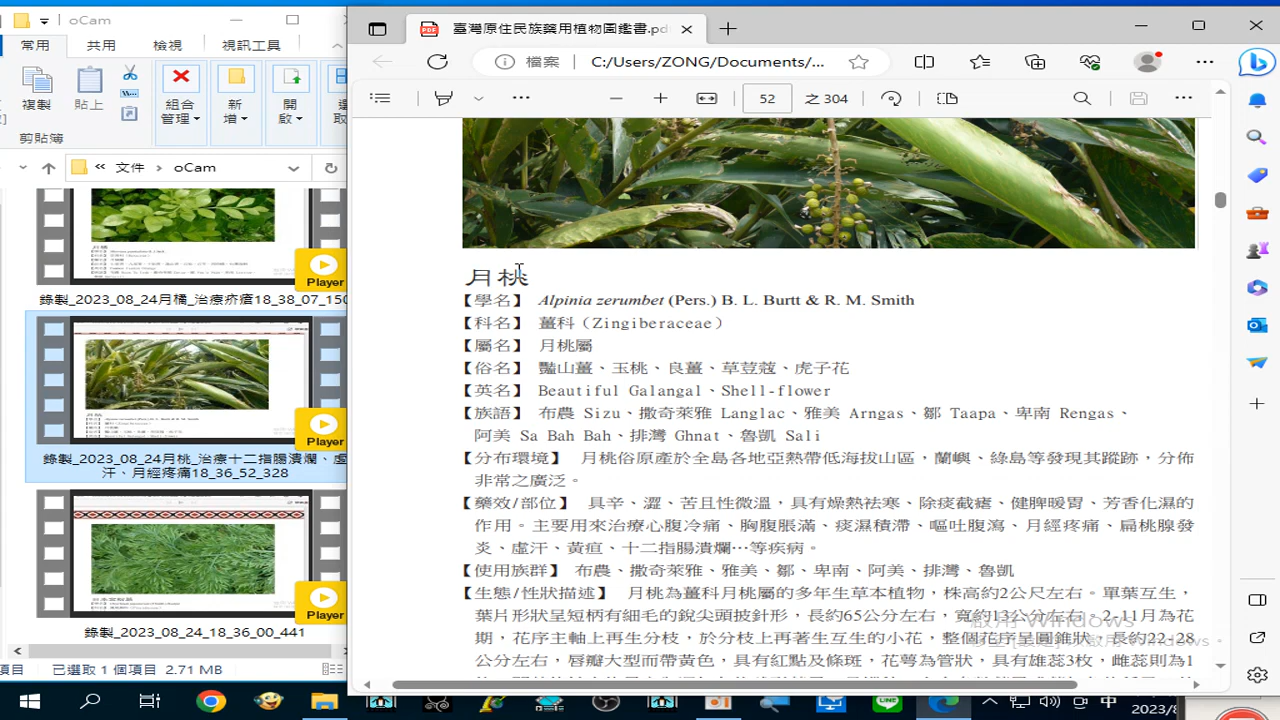 oCam
臺灣原住民族藥用植物圖鑑書.pd
常用 共用 檢視 視訊工具
檔案 C:/Users/ZONG/Documents/...
複製 貼上 組合管理 新增 開啟 選取
剪貼簿
52 之 304
文件 oCam
月桃
【學名】 Alpinia zerumbet (Pers.) B. L. Burtt & R. M. Smith
【科名】 薑科（Zingiberaceae）
【屬名】 月桃屬
【俗名】 豔山薑、玉桃、良薑、草荳蔻、虎子花
【英名】 Beautiful Galangal、Shell-flower
【族語】 布農 Sizu、撒奇萊雅 Langlac、雅美 Arngas、鄒 Taapa、卑南 Rengas、
阿美 Sa Bah Bah、排灣 Ghnat、魯凱 Sali
【分布環境】 月桃俗原產於全島各地亞熱帶低海拔山區，蘭嶼、綠島等發現其蹤跡，分佈
非常之廣泛。
【藥效/部位】 具辛、澀、苦且性微溫，具有燥熱袪寒、除痰截瘧、健脾暖胃、芳香化濕的
作用。主要用來治療心腹冷痛、胸腹脹滿、痰濕積滯、嘔吐腹瀉、月經疼痛、扁桃腺發
炎、虛汗、黃疸、十二指腸潰爛…等疾病。
【使用族群】 布農、撒奇萊雅、雅美、鄒、卑南、阿美、排灣、魯凱
【生態/性狀描述】 月桃為薑科月桃屬的多年生草本植物，株高約2公尺左右。單葉互生，
葉片形狀呈短柄有細毛的銳尖頭披針形，長約65公分左右，寬約
左右。2-11月為花
期，花序主軸上再生分枝，於分枝上再著生互生的小花，整個花序呈圓錐狀，長約22-28
公分左右，唇瓣大型而帶黃色，具有紅點及條斑，花萼為管狀，具有雄蕊3枚，雌蕊則為1
啟用 Windows
Player
錄製_2023_08_24月橘_治療疥瘡18_38_07_150
Player
錄製_2023_08_24月桃_治療十二指腸潰爛、虛
汗、月經疼痛18_36_52_328
Player
錄製_2023_08_24_18_36_00_441
項目 已選取 1 個項目 2.71 MB
中
2023/8